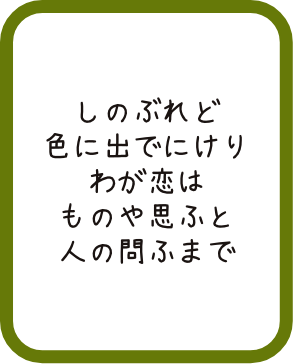 しのぶれど
色に出でにけり
わが恋は
ものや思ふと
人の問ふまで